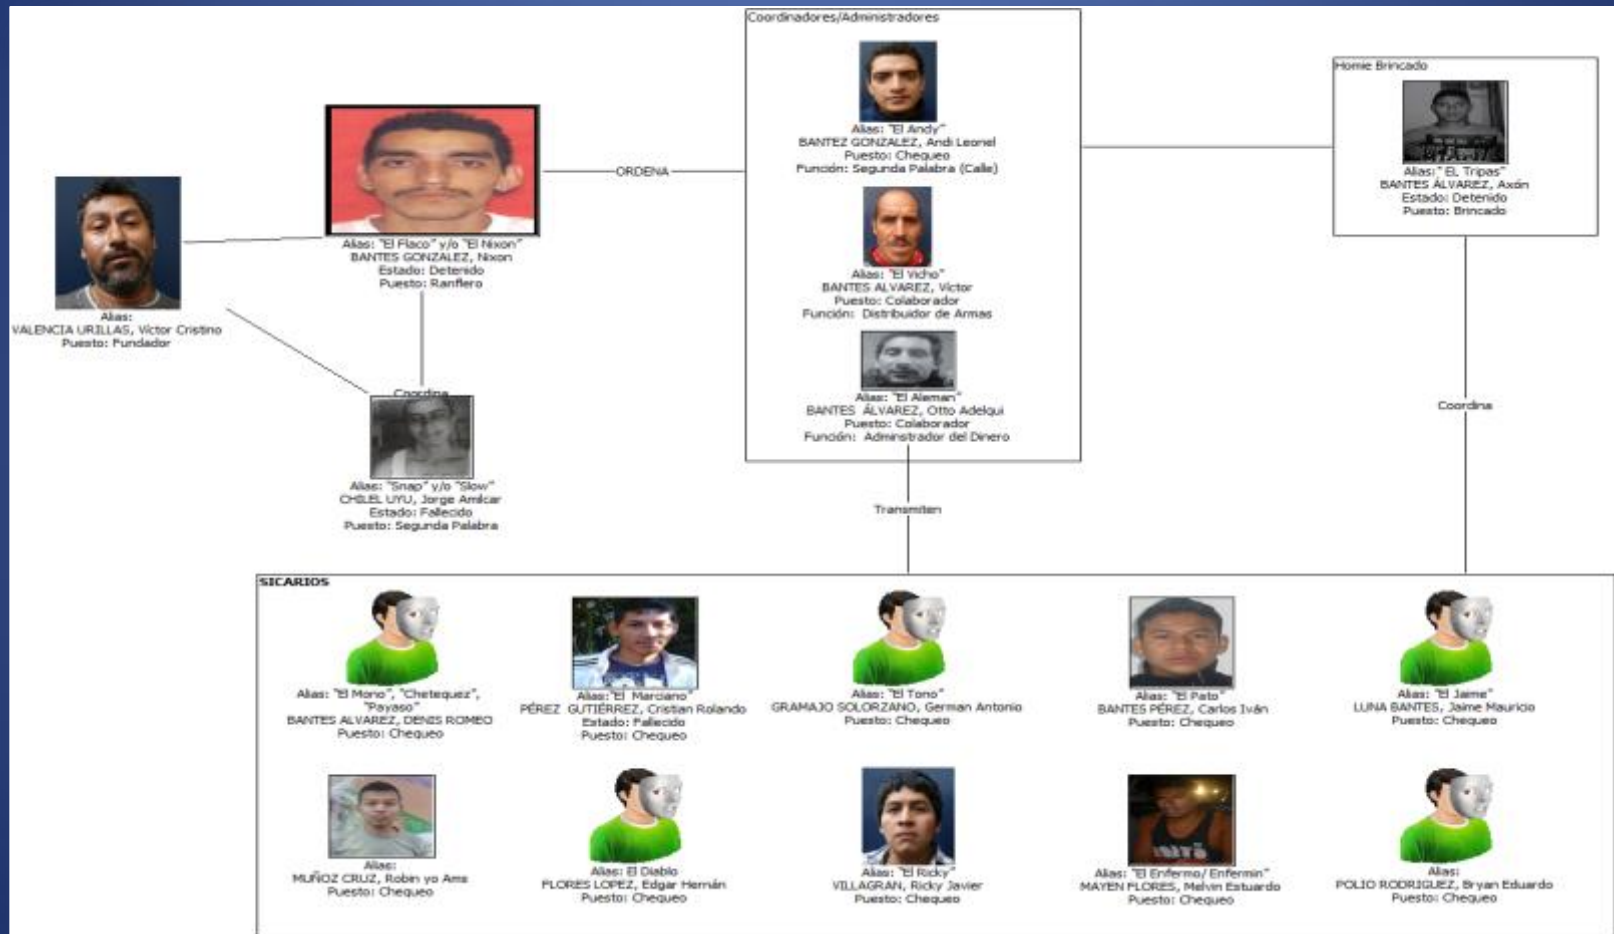 Coordinadores/Administradores
Alias: "El Andy"
BANTEZ GONZALEZ, Andi Leonel
Puesto: Chequeo
Función: Segunda Palabra (Calle)
Alias: "El Vicho"
BANTES ALVAREZ, Víctor
Puesto: Colaborador
Función: Distribuidor de Armas
Alias: "El Aleman"
BANTES ÁLVAREZ, Otto Adelqui
Puesto: Colaborador
Función: Adminstrador del Dinero
Homie Brincado
Alias:" EL Tripas"
BANTES ÁLVAREZ, Axón
Estado: Detenido
Puesto: Brincado
ORDENA
Alias: "El Flaco" y/o "El Nixon"
BANTES GONZALEZ, Nixon
Estado: Detenido
Puesto: Ranflero
Alias:
VALENCIA URILLAS, Víctor Cristino
Puesto: Fundador
Coordina
Alias: "Snap" y/o "Slow"
CHILEL UYU, Jorge Amilcar
Estado: Fallecido
Puesto: Segunda Palabra
Transmiten
Coordina
SICARIOS
Alias: "El Mono", "Chetequez",
"Payaso"
BANTES ALVAREZ, DENIS ROMEO
Puesto: Chequeo
Alias:"El Marciano"
PÉREZ GUTIÉRREZ, Cristian Rolando
Estado: Fallecido
Puesto: Chequeo
Alias: "El Tono"
GRAMAJO SOLORZANO, German Antonio
Puesto: Chequeo
Alias: "El Pato"
BANTES PÉREZ, Carlos Iván
Puesto: Chequeo
Alias: "El Jaime"
LUNA BANTES, Jaime Mauricio
Puesto: Chequeo
Alias:
MUÑOZ CRUZ, Robin yo Ams
Puesto: Chequeo
Alias: El Diablo
FLORES LOPEZ, Edgar Hernán
Puesto: Chequeo
Alias: "El Ricky"
VILLAGRAN, Ricky Javier
Puesto: Chequeo
Alias: "El Enfermo/ Enfermin"
MAYEN FLORES, Melvin Estuardo
Puesto: Chequeo
Alias:
POLIO RODRIGUEZ, Bryan Eduardo
Puesto: Chequeo